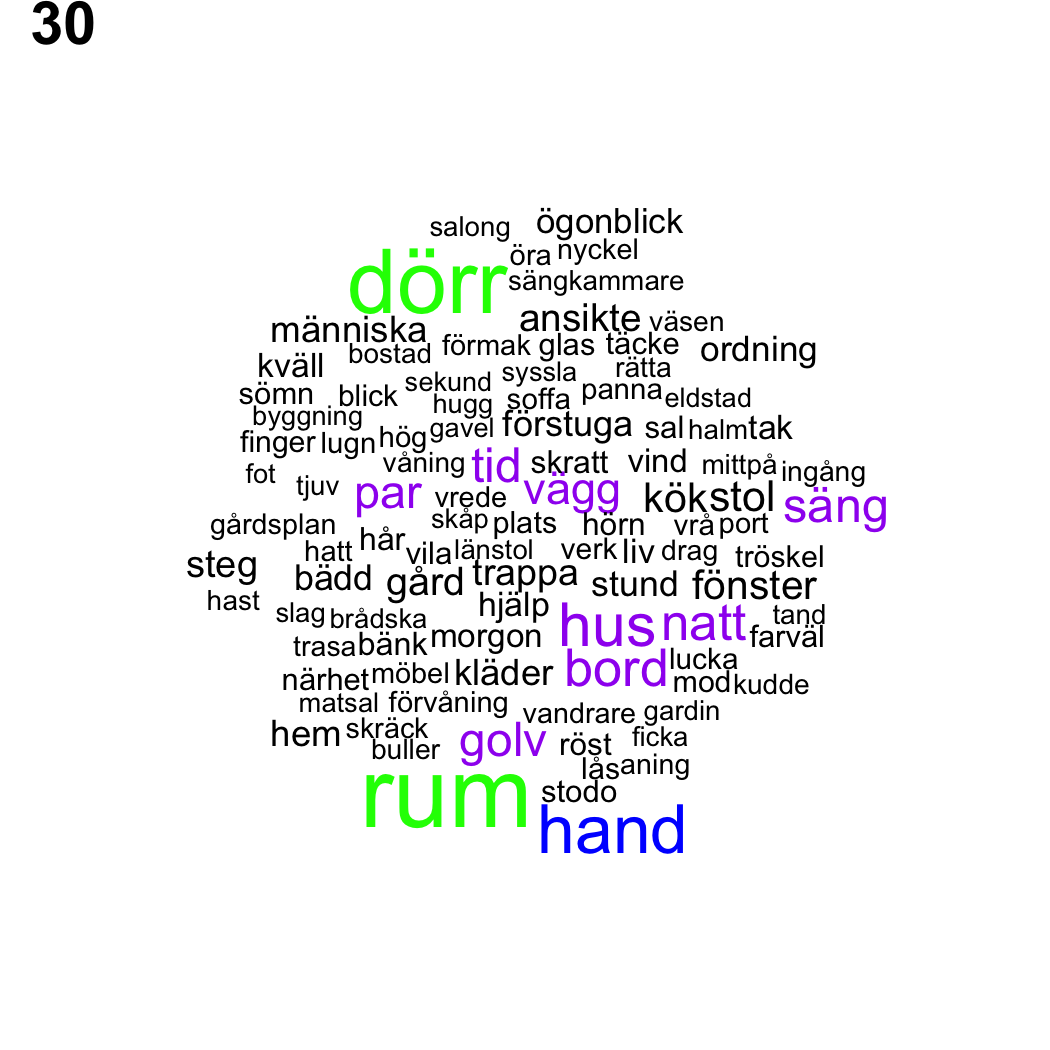 30
salong ögonblick
öra nyckel
dörr sängkammare
människa ansikte väsen
kväll bostad förmak glas täcke ordning
sekund syssla rätta
sömn blick hugg soffa panna eldstad
byggning gavel förstuga sal halm tak
finger lugn hög
fot våning tid skratt vind mittpå ingång
tjuv par vrede vägg kök stol säng
gårdsplan skåp plats hörn vrå port
hatt hår vila länstol verk liv drag tröskel
steg bädd gård trappa stund fönster
hast slag brådska hjälp hus natt tand
trasa bänk morgon farväl
närhet möbel kläder bord lucka
mod kudde
matsal förvåning vandrare gardin
hem skräck buller golv röst ficka
lås aning
rum stodo
hand